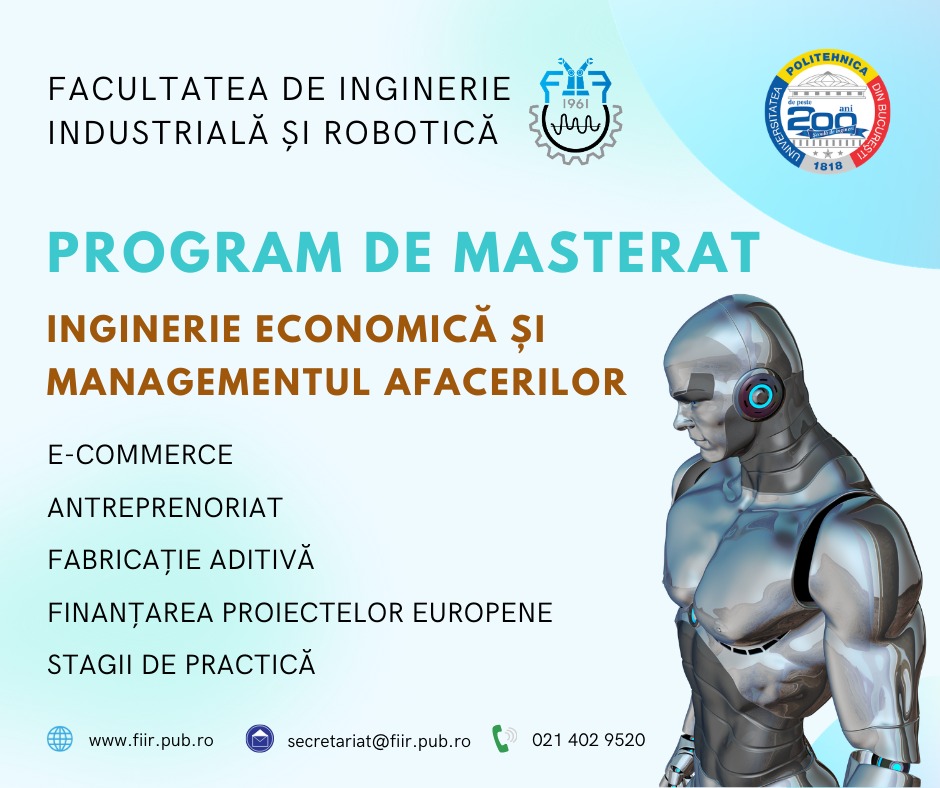 FACULTATEA DE INGINERIE
INDUSTRIALĂ ȘI ROBOTICĂ
1961
UNIVERSITATEA
POLITEHNICA
DIN BUCUREȘTI
de peste
200
ani
1818
PROGRAM DE MASTERAT
INGINERIE ECONOMICĂ ȘI
MANAGEMENTUL AFACERILOR
E-COMMERCE
ANTREPRENORIAT
FABRICAȚIE ADITIVĂ
FINANȚAREA PROIECTELOR EUROPENE
STAGII DE PRACTICĂ
www.fiir.pub.ro secretariat@fiir.pub.ro 021 402 9520